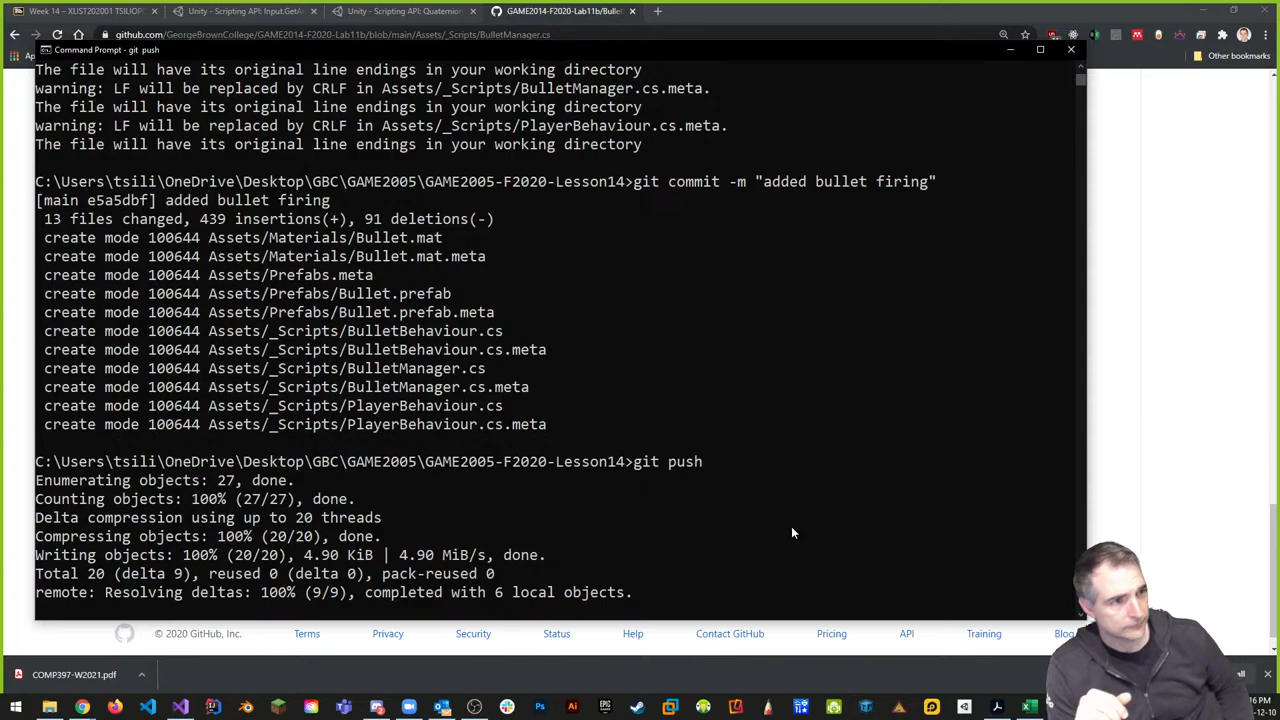 Week 14 – XLIST202001 TSILIOP
Unity - Scripting API: Input.GetA
Unity - Scripting API: Quaternion
GAME2014-F2020-Lab11b/Bullet
github.com/GeorgeBrownCollege/GAME2014-F2020-Lab11b/blob/main/Assets/_Scripts/BulletManager.cs
Other bookmarks
Command Prompt - git push
The file will have its original line endings in your working directory
warning: LF will be replaced by CRLF in Assets/_Scripts/BulletManager.cs.meta.
The file will have its original line endings in your working directory
warning: LF will be replaced by CRLF in Assets/_Scripts/PlayerBehaviour.cs.meta.
The file will have its original line endings in your working directory
C:\Users\tsili\OneDrive\Desktop\GBC\GAME2005\GAME2005-F2020-Lesson14>git commit -m "added bullet firing"
[main e5a5dbf] added bullet firing
13 files changed, 439 insertions(+), 91 deletions(-)
create mode 100644 Assets/Materials/Bullet.mat
create mode 100644 Assets/Materials/Bullet.mat.meta
create mode 100644 Assets/Prefabs.meta
create mode 100644 Assets/Prefabs/Bullet.prefab
create mode 100644 Assets/Prefabs/Bullet.prefab.meta
create mode 100644 Assets/_Scripts/BulletBehaviour.cs
create mode 100644 Assets/_Scripts/BulletBehaviour.cs.meta
create mode 100644 Assets/_Scripts/BulletManager.cs
create mode 100644 Assets/_Scripts/BulletManager.cs.meta
create mode 100644 Assets/_Scripts/PlayerBehaviour.cs
create mode 100644 Assets/_Scripts/PlayerBehaviour.cs.meta
C:\Users\tsili\OneDrive\Desktop\GBC\GAME2005\GAME2005-F2020-Lesson14>git push
Enumerating objects: 27, done.
Counting objects: 100% (27/27), done.
Delta compression using up to 20 threads
Compressing objects: 100% (20/20), done.
Writing objects: 100% (20/20), 4.90 KiB | 4.90 MiB/s, done.
Total 20 (delta 9), reused 0 (delta 0), pack-reused 0
remote: Resolving deltas: 100% (9/9), completed with 6 local objects.
© 2020 GitHub, Inc. Terms Privacy Security Status Help Contact GitHub Pricing API Training Blog
COMP397-W2021.pdf